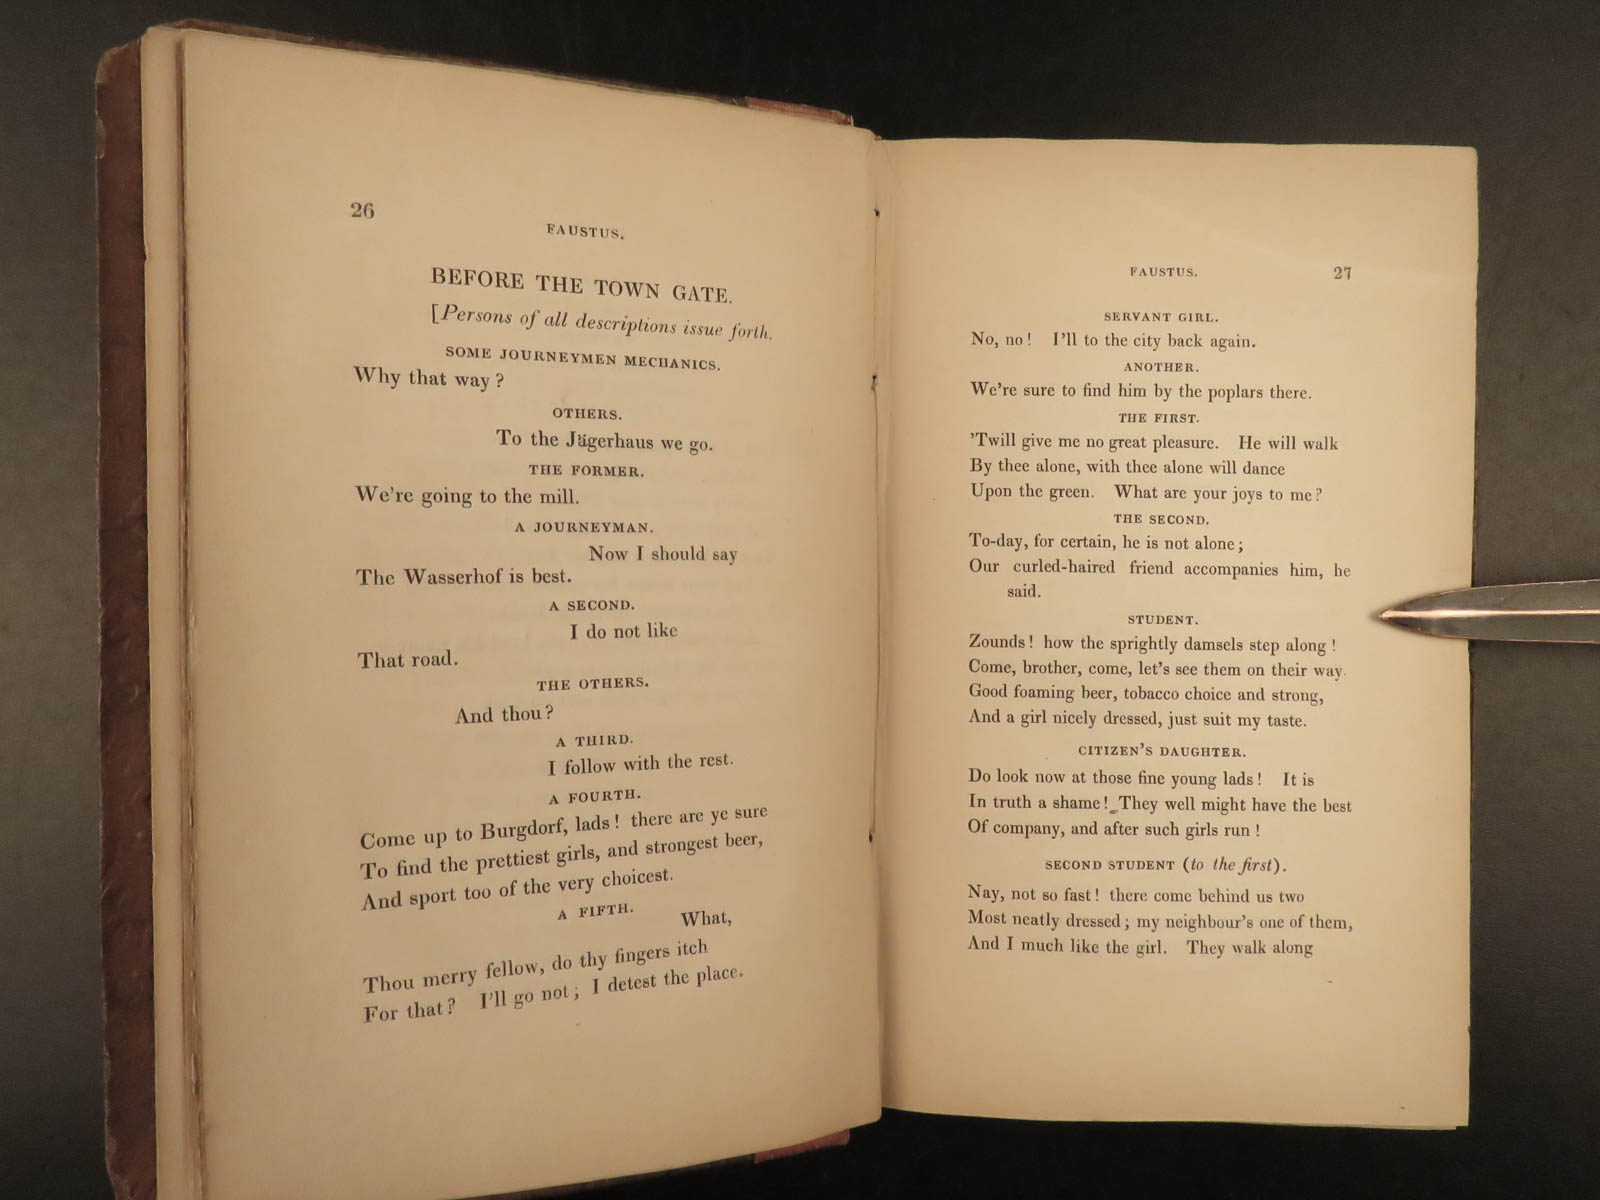 26
FAUSTUS.
BEFORE THE TOWN GATE.
[Persons of all descriptions issue forth.
SOME JOURNEYMEN MECHANICS.
Why that way?
OTHERS.
To the Jägerhaus we go.
THE FORMER.
We're going to the mill.
A JOURNEYMAN.
Now I should say
The Wasserhof is best.
A SECOND.
I do not like
That road.
THE OTHERS.
And thou?
A THIRD.
I follow with the rest.
A FOURTH.
Come up to Burgdorf, lads! there are ye sure
To find the prettiest girls, and strongest beer,
And sport too of the very choicest.
A FIFTH.
What,
Thou merry fellow, do thy fingers itch
For that? I'll go not; I detest the place.
FAUSTUS. 27
SERVANT GIRL.
No, no! I'll to the city back again.
ANOTHER.
We're sure to find him by the poplars there.
THE FIRST.
'Twill give me no great pleasure. He will walk
By thee alone, with thee alone will dance
Upon the green. What are your joys to me?
THE SECOND.
To-day, for certain, he is not alone;
Our curled-haired friend accompanies him, he
said.
STUDENT.
Zounds! how the sprightly damsels step along!
Come, brother, come, let's see them on their way.
Good foaming beer, tobacco choice and strong,
And a girl nicely dressed, just suit my taste.
CITIZEN'S DAUGHTER.
Do look now at those fine young lads! It is
In truth a shame! They well might have the best
Of company, and after such girls run!
SECOND STUDENT (to the first).
Nay, not so fast! there come behind us two
Most neatly dressed; my neighbour's one of them,
And I much like the girl. They walk along